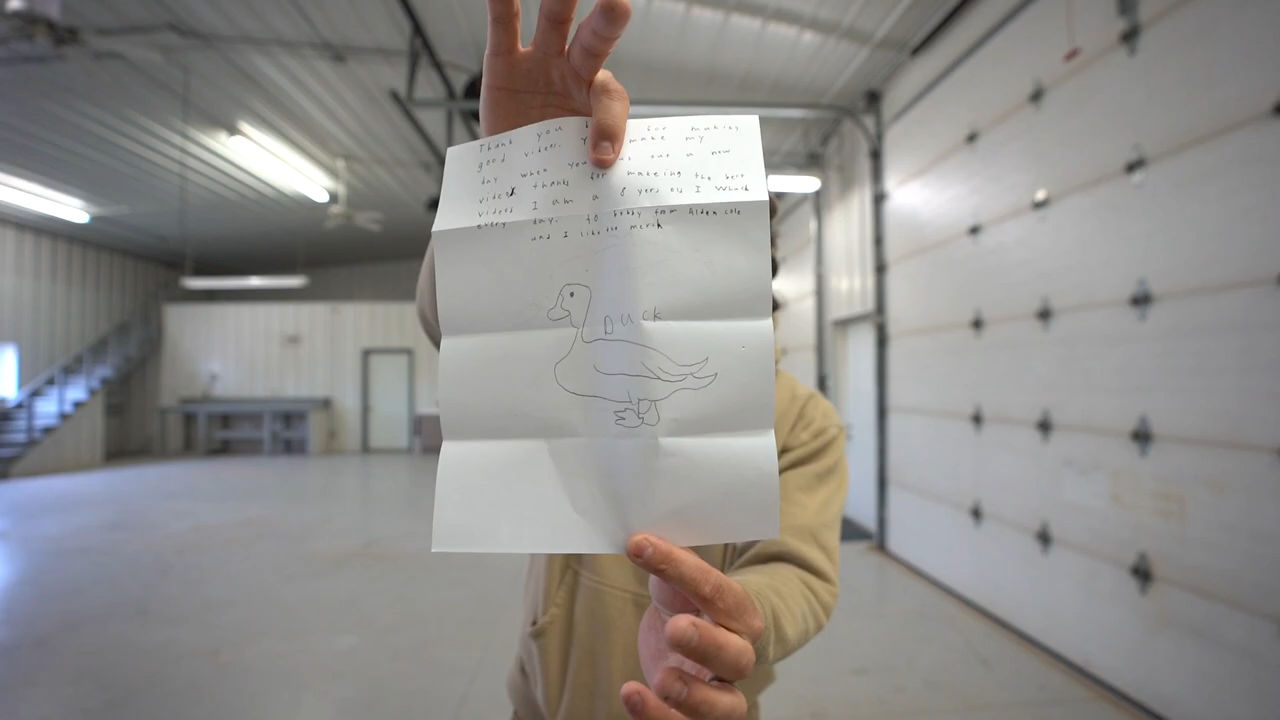 Thank you for making
good videos. make my
day when you out a new
video thanks for makeing the best
videos I am a 8 yers old I Whach
every day. to bobby from Alden Cole
and I like the merch
Duck